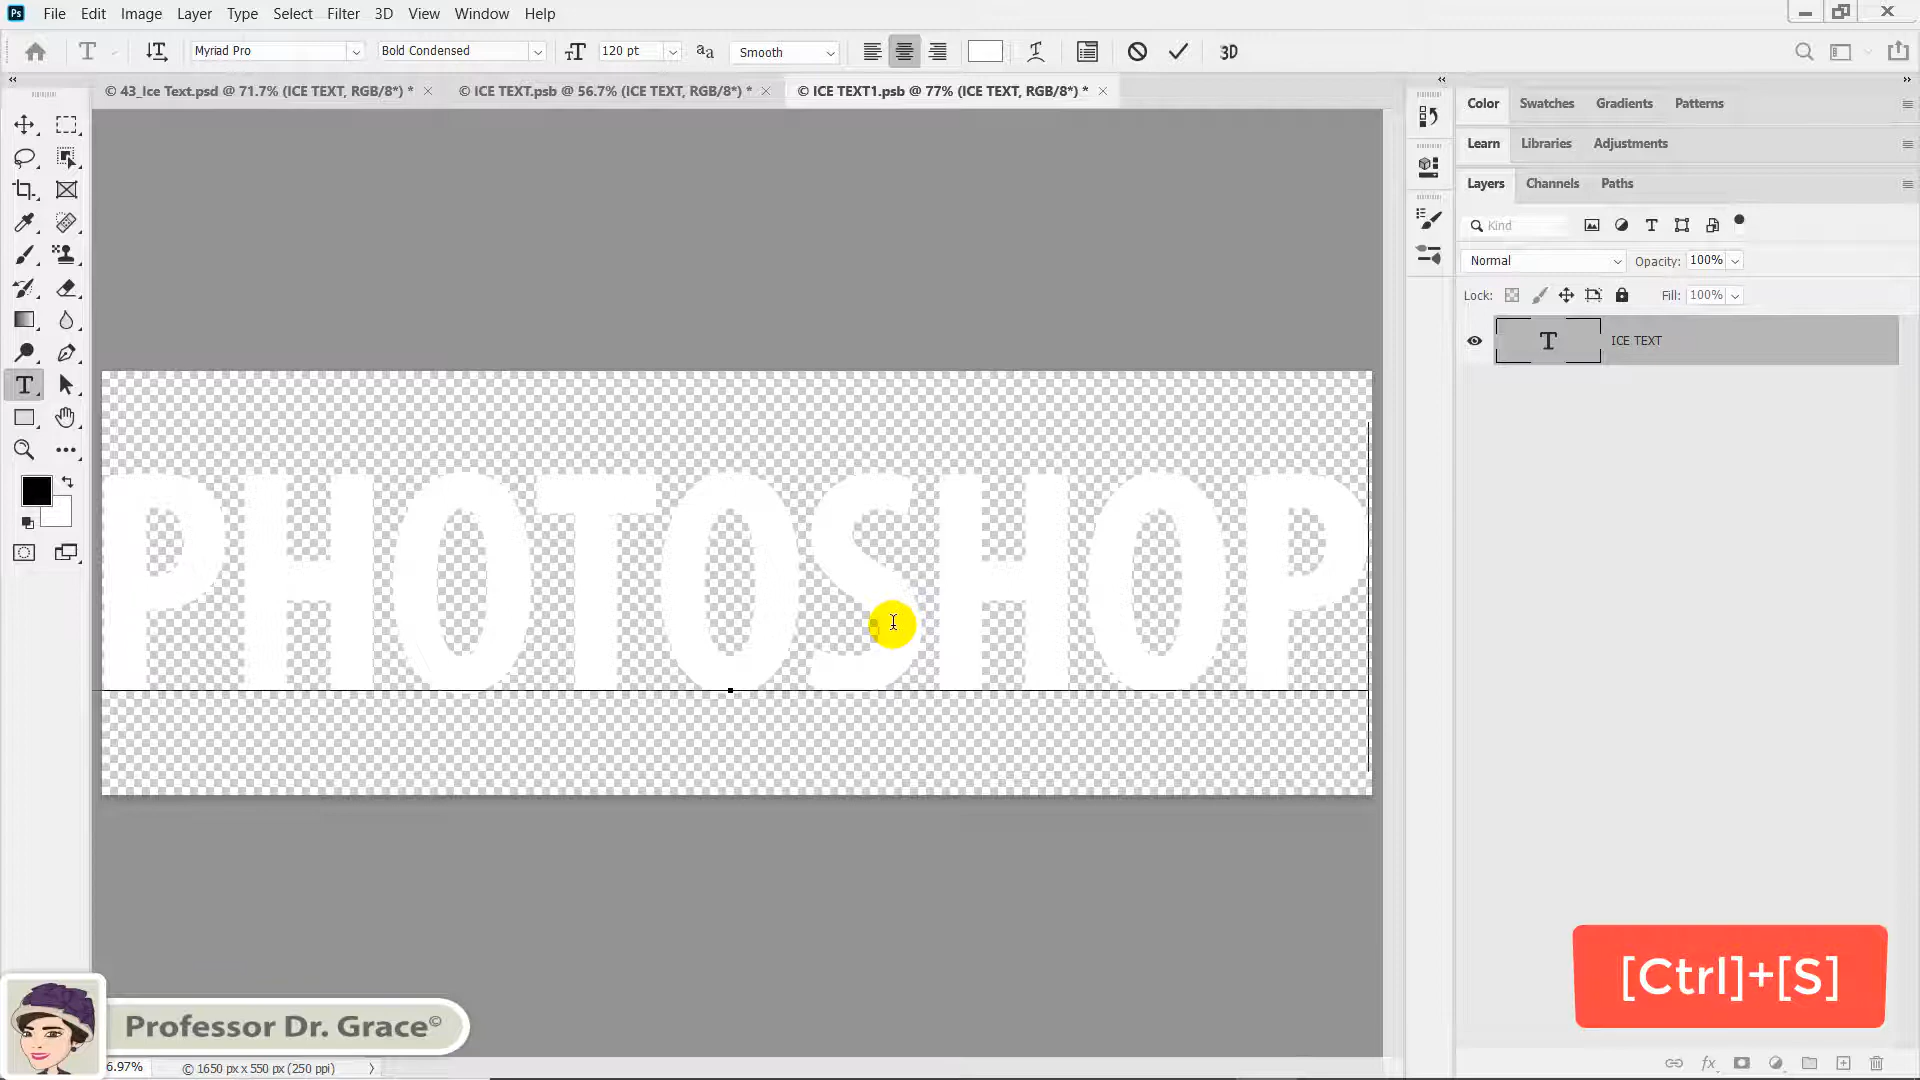 Ps File Edit Image Layer Type Select Filter 3D View Window Help
T Myriad Pro Bold Condensed 120 pt aa Smooth 3D
© 43_Ice Text.psd @ 71.7% (ICE TEXT, RGB/8*) * © ICE TEXT.psb @ 56.7% (ICE TEXT, RGB/8*) * © ICE TEXT1.psb @ 77% (ICE TEXT, RGB/8*) *
Color Swatches Gradients Patterns
Learn Libraries Adjustments
Layers Channels Paths
Kind
Normal Opacity: 100%
Lock: Fill: 100%
T ICE TEXT
PHOTOSHOP
[Ctrl]+[S]
Professor Dr. Grace©
6.97% © 1650 px x 550 px (250 ppi)
fx